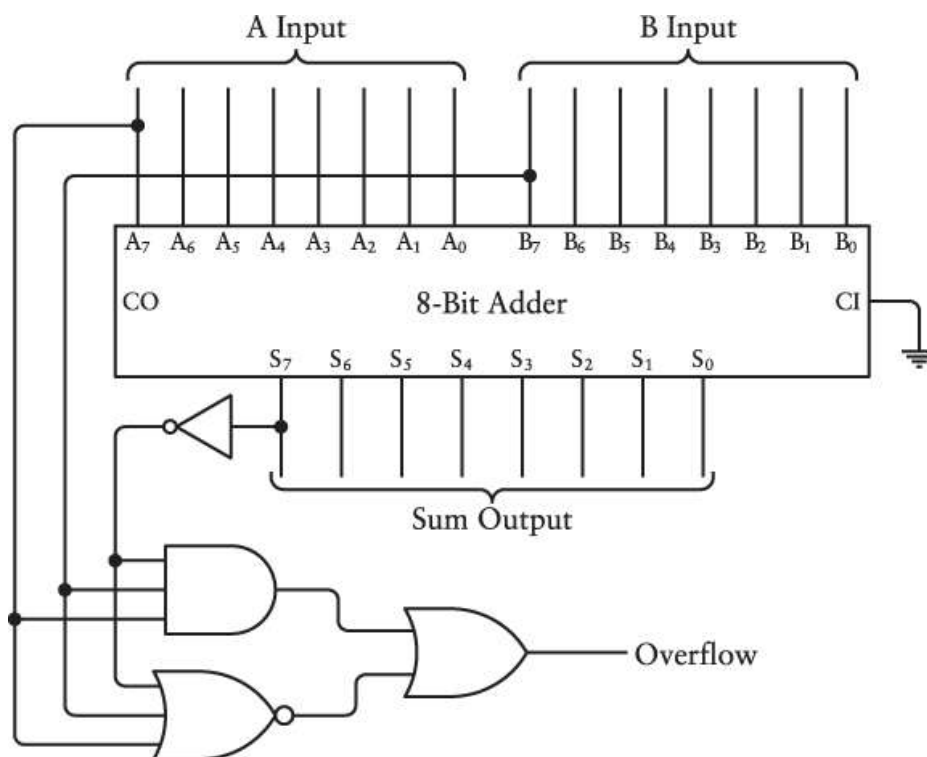 A Input B Input
A₇ A₆ A₅ A₄ A₃ A₂ A₁ A₀ B₇ B₆ B₅ B₄ B₃ B₂ B₁ B₀
CO 8-Bit Adder CI
S₇ S₆ S₅ S₄ S₃ S₂ S₁ S₀
Sum Output
Overflow